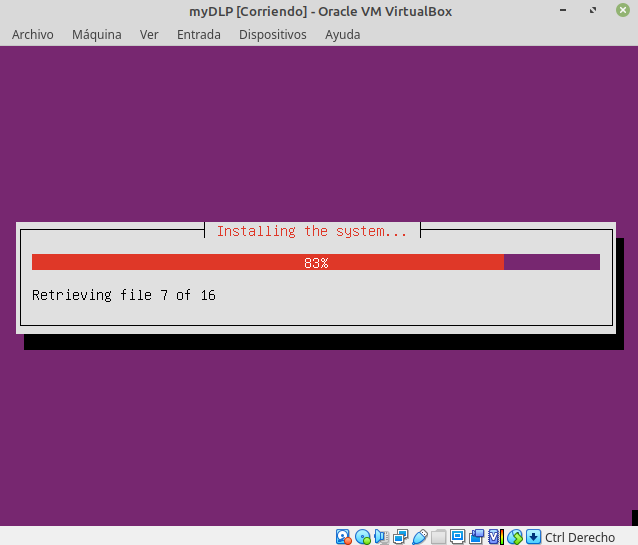 myDLP [Corriendo] - Oracle VM VirtualBox
Archivo Máquina Ver Entrada Dispositivos Ayuda
Installing the system...
83%
Retrieving file 7 of 16
Ctrl Derecho